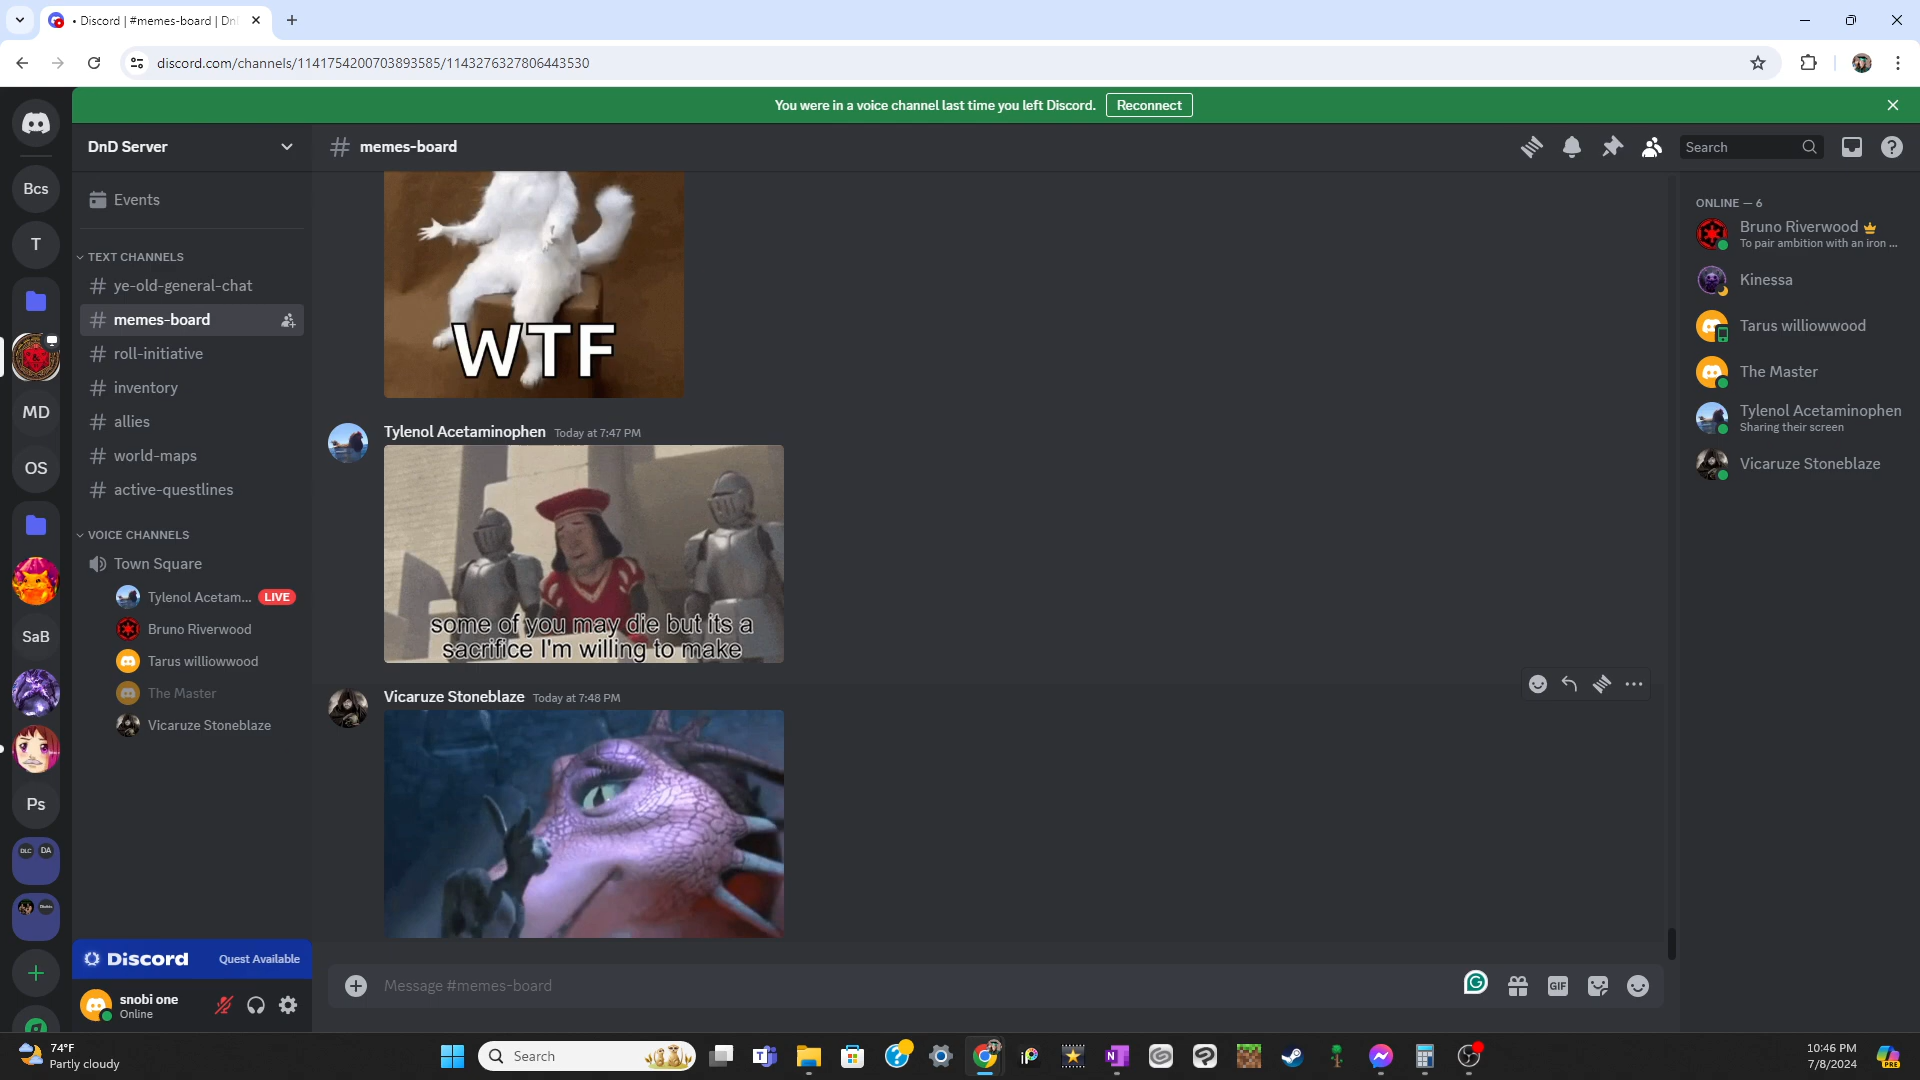 • Discord | #memes-board | Dn
discord.com/channels/1141754200703893585/1143276327806443530
You were in a voice channel last time you left Discord.
Reconnect
DnD Server
memes-board
Search
Bcs
T
MD
OS
SaB
Ps
DLC DA
Events
TEXT CHANNELS
ye-old-general-chat
memes-board
roll-initiative
inventory
allies
world-maps
active-questlines
VOICE CHANNELS
Town Square
Tylenol Acetam... LIVE
Bruno Riverwood
Tarus williowwood
The Master
Vicaruze Stoneblaze
Discord Quest Available
snobi one
Online
WTF
Tylenol Acetaminophen Today at 7:47 PM
some of you may die but its a
sacrifice I'm willing to make
Vicaruze Stoneblaze Today at 7:48 PM
Message #memes-board
GIF
ONLINE — 6
Bruno Riverwood
To pair ambition with an iron ...
Kinessa
Tarus williowwood
The Master
Tylenol Acetaminophen
Sharing their screen
Vicaruze Stoneblaze
74°F
Partly cloudy
Search
10:46 PM
7/8/2024
PRE